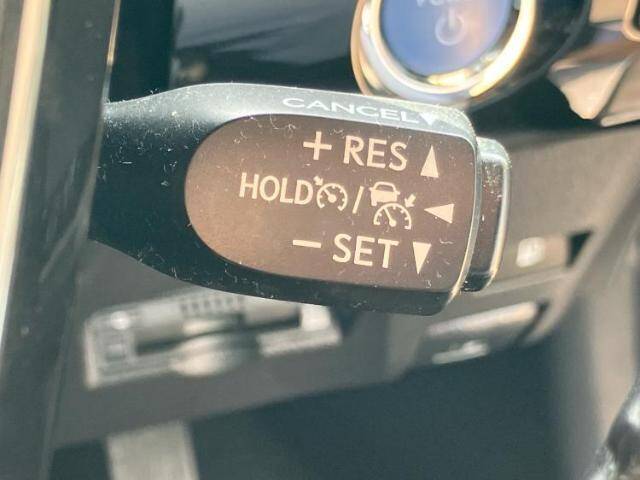 CANCEL
+ RES
HOLD /
− SET